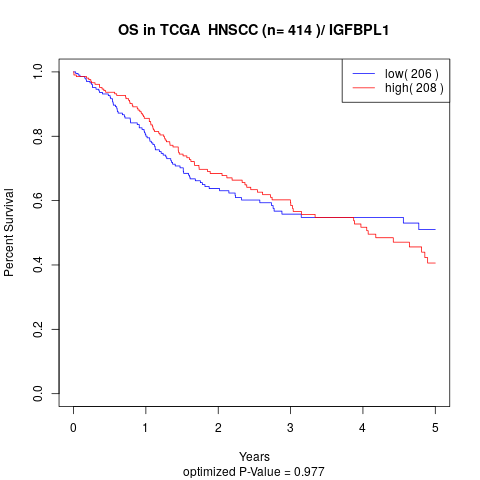 OS in TCGA  HNSCC (n= 414 )/ IGFBPL1
low( 206 )
high( 208 )
Percent Survival
1.0
0.8
0.6
0.4
0.2
0.0
0 1 2 3 4 5
Years
optimized P-Value = 0.977